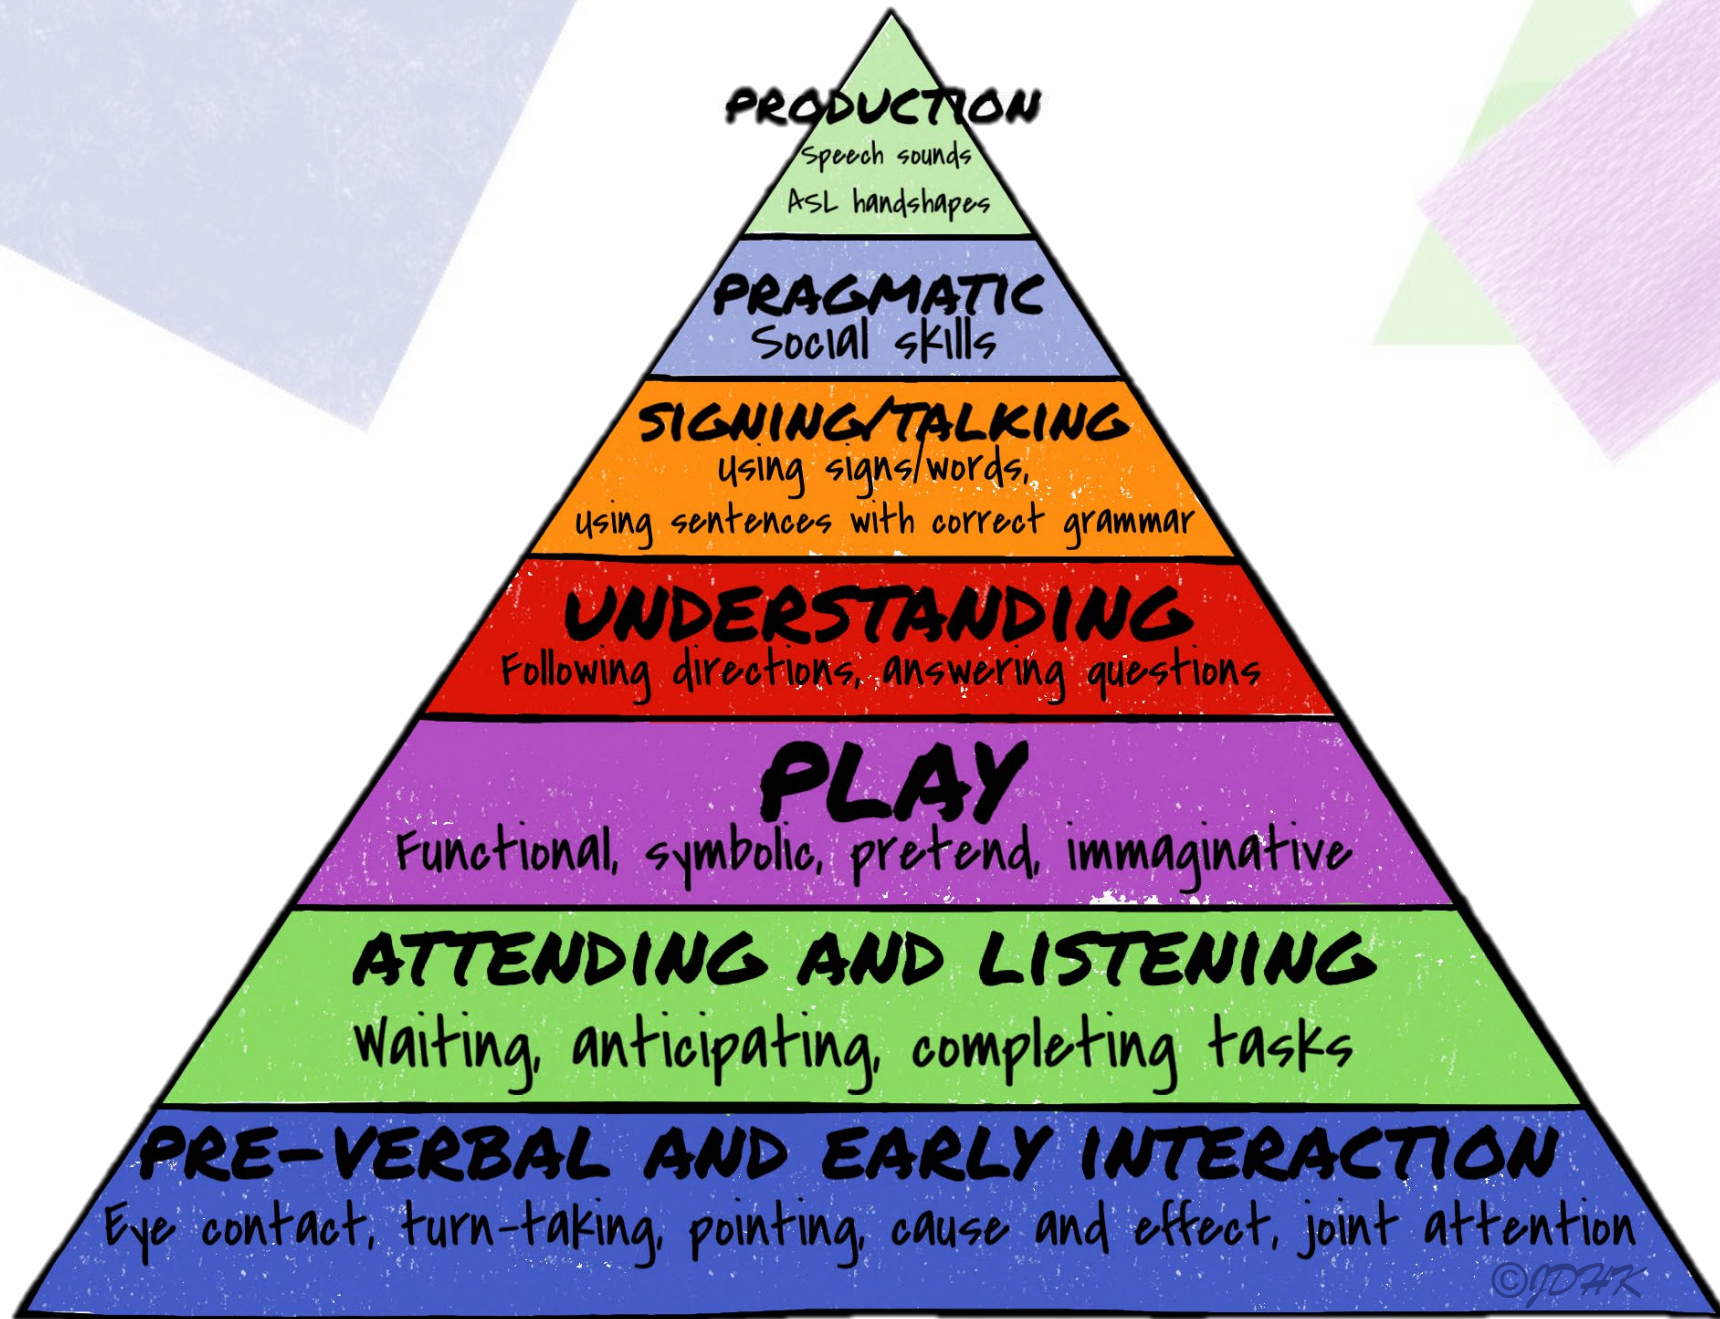 PRODUCTION
Speech sounds
ASL handshapes
PRAGMATIC
Social skills
SIGNING/TALKING
Using signs/words,
using sentences with correct grammar
UNDERSTANDING
Following directions, answering questions
PLAY
Functional, symbolic, pretend, immaginative
ATTENDING AND LISTENING
Waiting, anticipating, completing tasks
PRE-VERBAL AND EARLY INTERACTION
Eye contact, turn-taking, pointing, cause and effect, joint attention
©JDHK